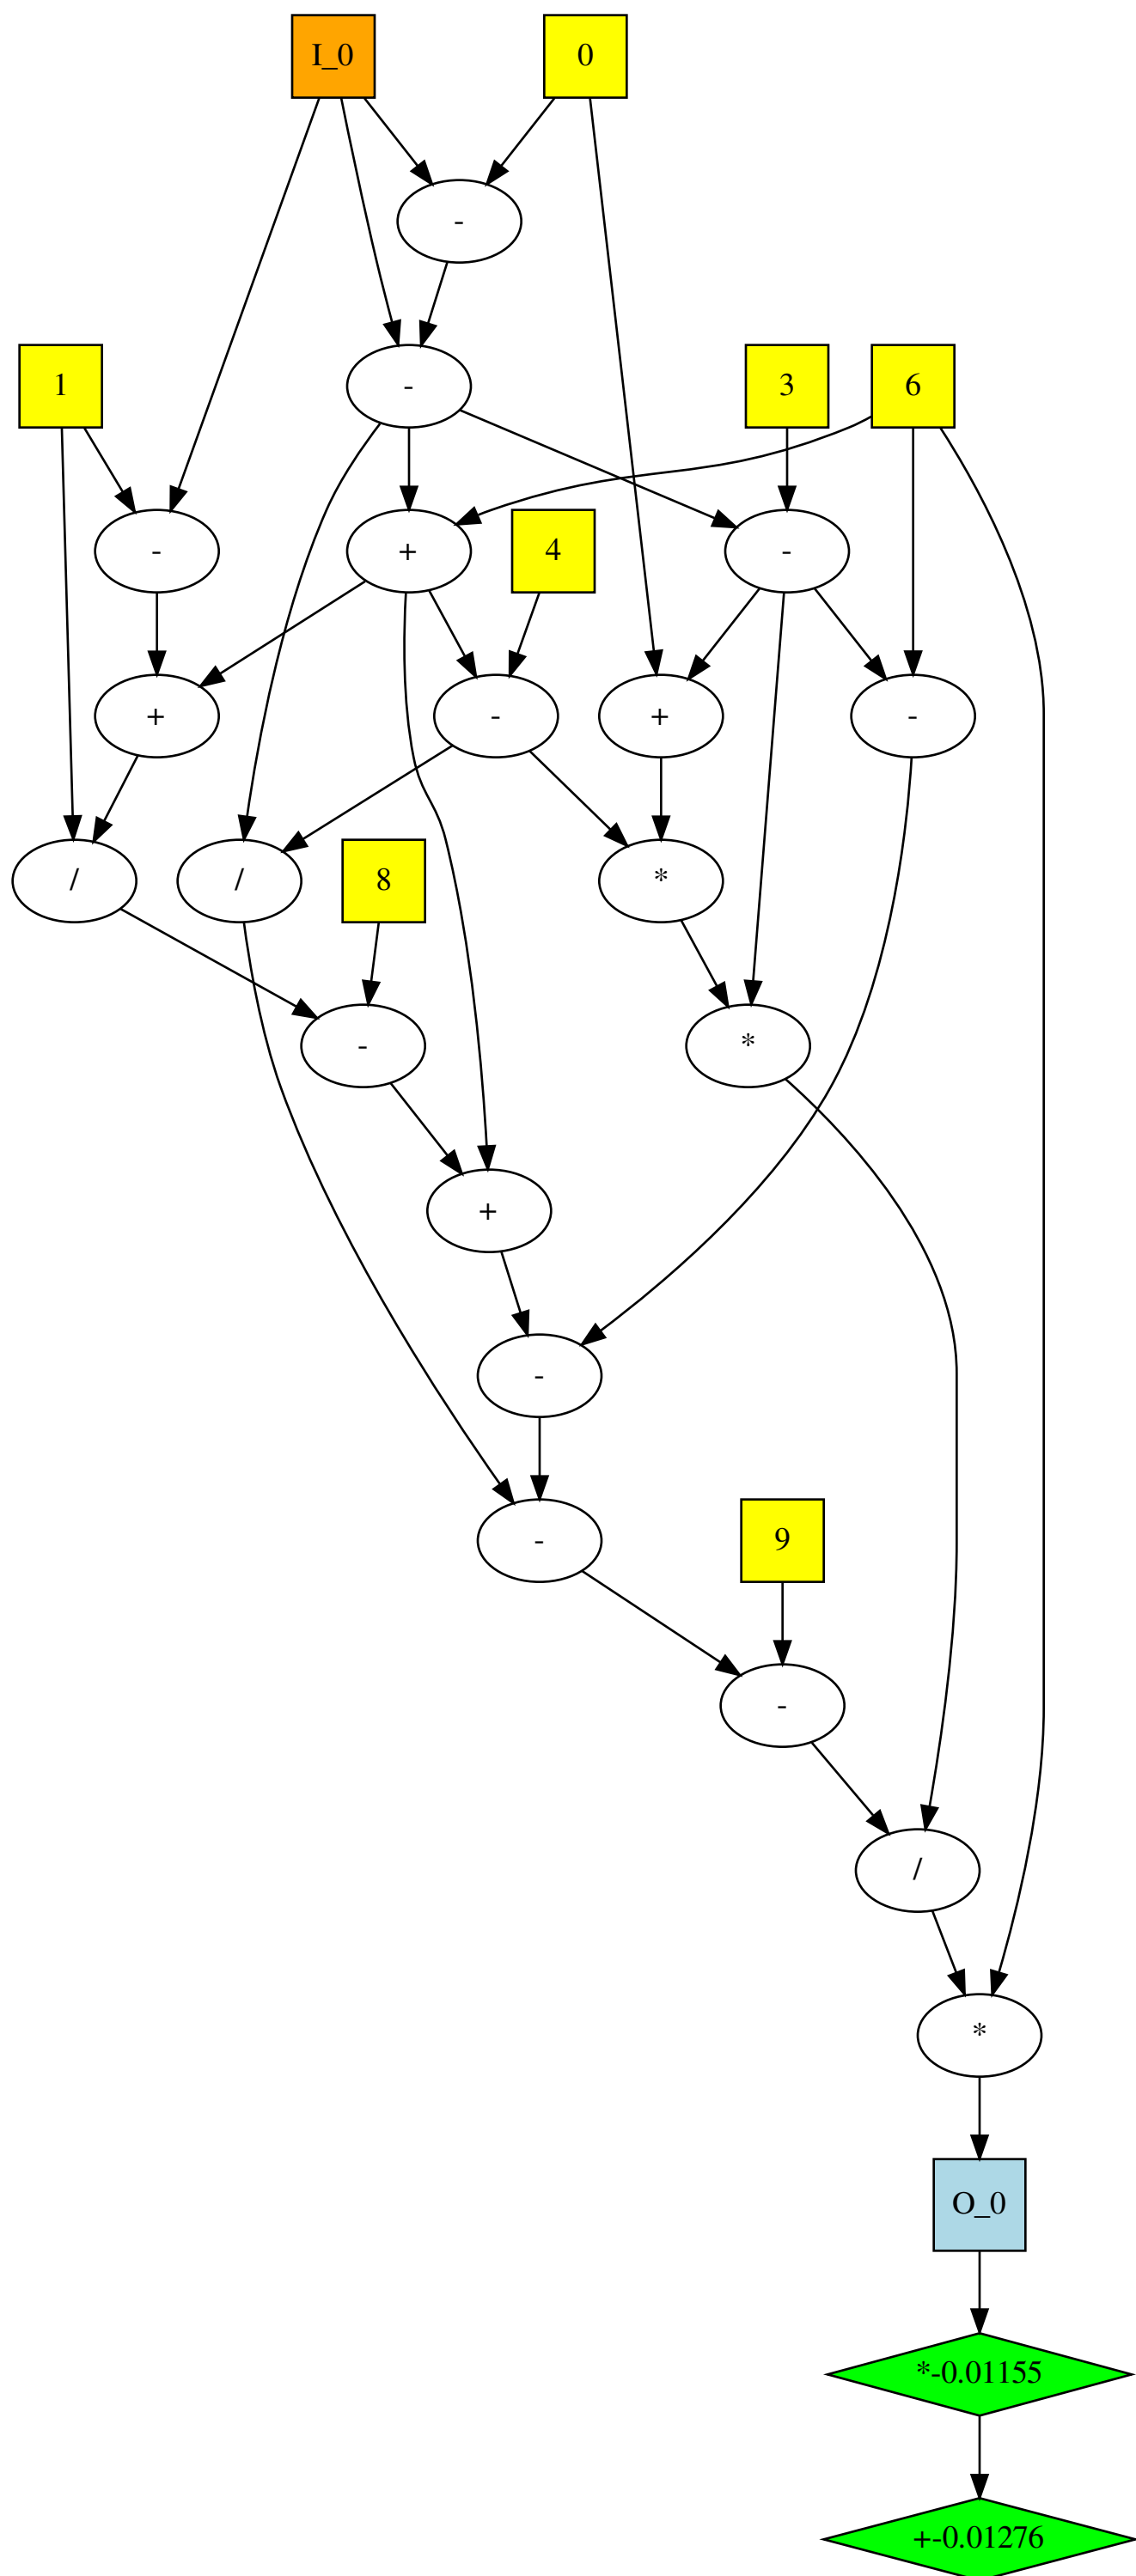 I_0 0
-
1 - 3 6
- + 4 -
+ - + -
/ / 8 *
- *
+
-
- 9
-
/
*
O_0
*-0.01155
+-0.01276